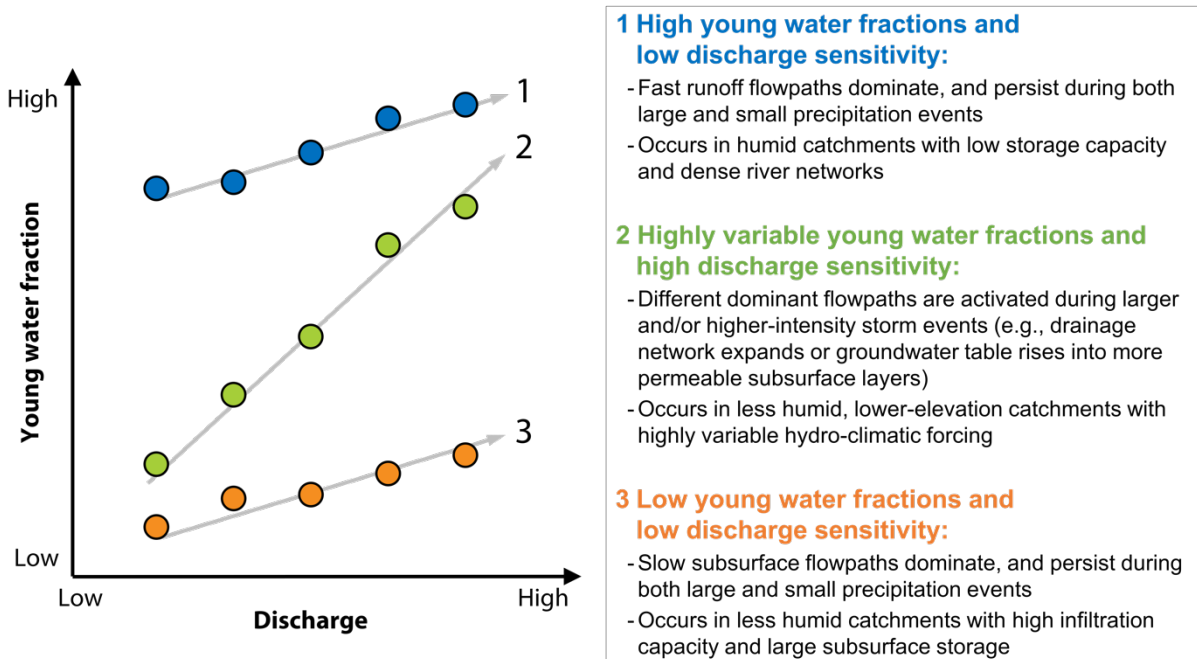 High
Young water fraction
Low
Low
High
Discharge
1
2
3
1 High young water fractions and
low discharge sensitivity:
- Fast runoff flowpaths dominate, and persist during both
large and small precipitation events
- Occurs in humid catchments with low storage capacity
and dense river networks
2 Highly variable young water fractions and
high discharge sensitivity:
- Different dominant flowpaths are activated during larger
and/or higher-intensity storm events (e.g., drainage
network expands or groundwater table rises into more
permeable subsurface layers)
- Occurs in less humid, lower-elevation catchments with
highly variable hydro-climatic forcing
3 Low young water fractions and
low discharge sensitivity:
- Slow subsurface flowpaths dominate, and persist during
both large and small precipitation events
- Occurs in less humid catchments with high infiltration
capacity and large subsurface storage